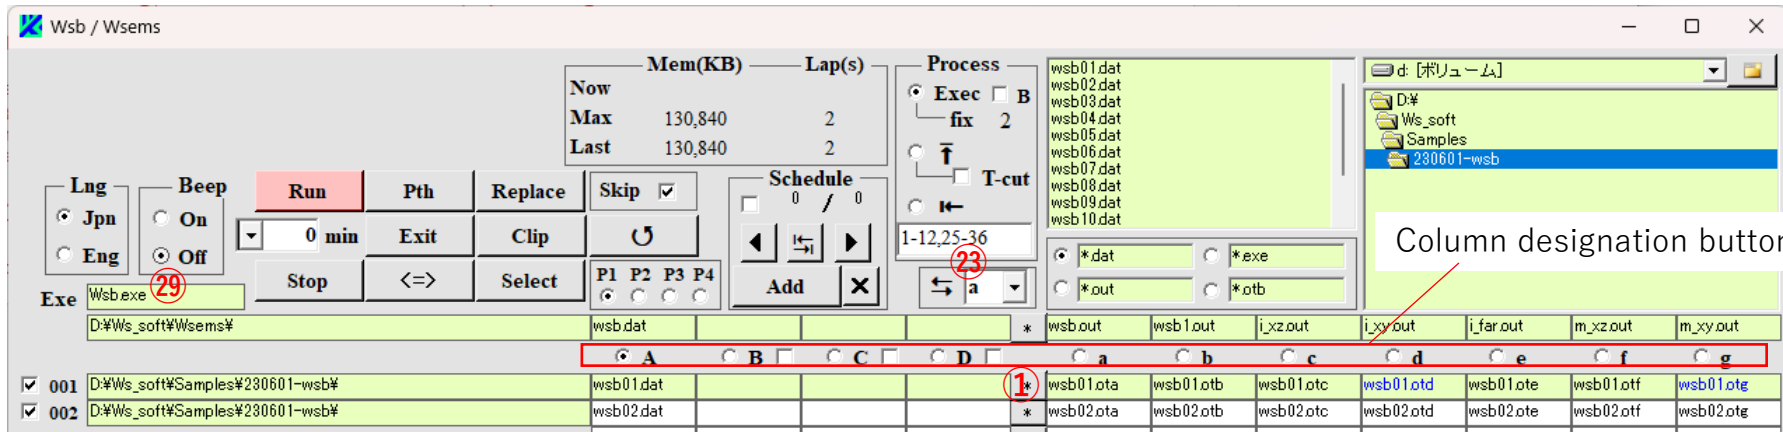 Wsb / Wsems
Mem(KB) Lap(s)
Now
Max 130,840 2
Last 130,840 2
Process
Exec B
fix 2
T-cut
1-12,25-36
㉓
a
wsb01.dat
wsb02.dat
wsb03.dat
wsb04.dat
wsb05.dat
wsb06.dat
wsb07.dat
wsb08.dat
wsb09.dat
wsb10.dat
*.dat *.exe
*.out *.otb
d: [ボリューム]
D:¥
Ws_soft
Samples
230601-wsb
Column designation button
Lng
Jpn
Eng
Beep
On
Off
㉙
Run Pth Replace
0 min Exit Clip
Stop <=> Select
Skip
P1 P2 P3 P4
Schedule
0 / 0
Add
Exe Wsb.exe
D:¥Ws_soft¥Wsems¥ wsb.dat * wsb.out wsb1.out i_xz.out i_xy.out i_far.out m_xz.out m_xy.out
A B C D a b c d e f g
①
001 D:¥Ws_soft¥Samples¥230601-wsb¥ wsb01.dat * wsb01.ota wsb01.otb wsb01.otc wsb01.otd wsb01.ote wsb01.otf wsb01.otg
002 D:¥Ws_soft¥Samples¥230601-wsb¥ wsb02.dat * wsb02.ota wsb02.otb wsb02.otc wsb02.otd wsb02.ote wsb02.otf wsb02.otg